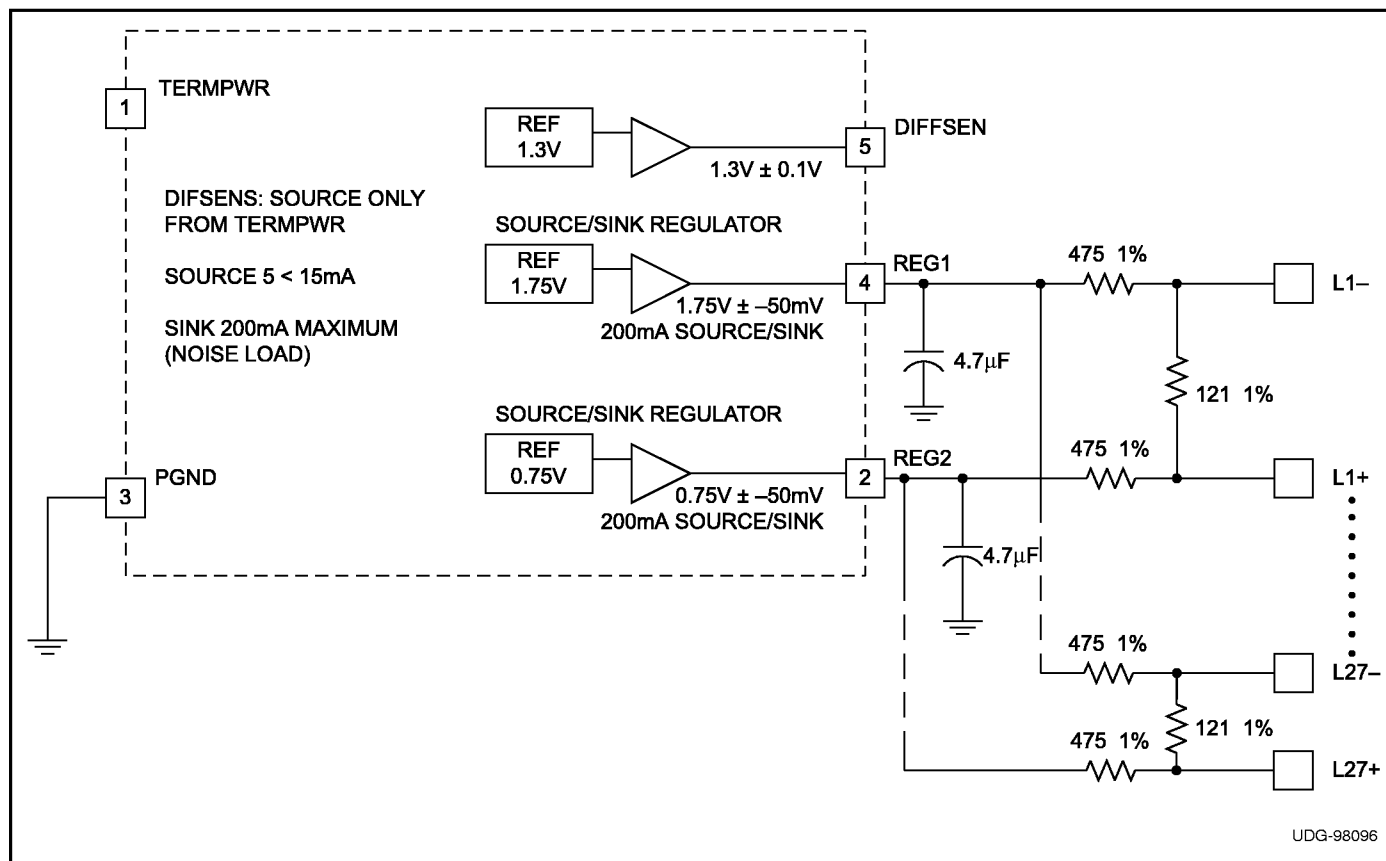 TERMPWR
1
REF
1.3V
DIFFSEN
5
1.3V ± 0.1V
DIFSENS: SOURCE ONLY
FROM TERMPWR
SOURCE 5 < 15mA
SINK 200mA MAXIMUM
(NOISE LOAD)
SOURCE/SINK REGULATOR
REF
1.75V
4
REG1
1.75V ± –50mV
200mA SOURCE/SINK
4.7µF
475 1%
L1–
121 1%
SOURCE/SINK REGULATOR
REF
0.75V
2
REG2
0.75V ± –50mV
200mA SOURCE/SINK
4.7µF
475 1%
L1+
PGND
3
475 1%
L27–
121 1%
475 1%
L27+
UDG-98096